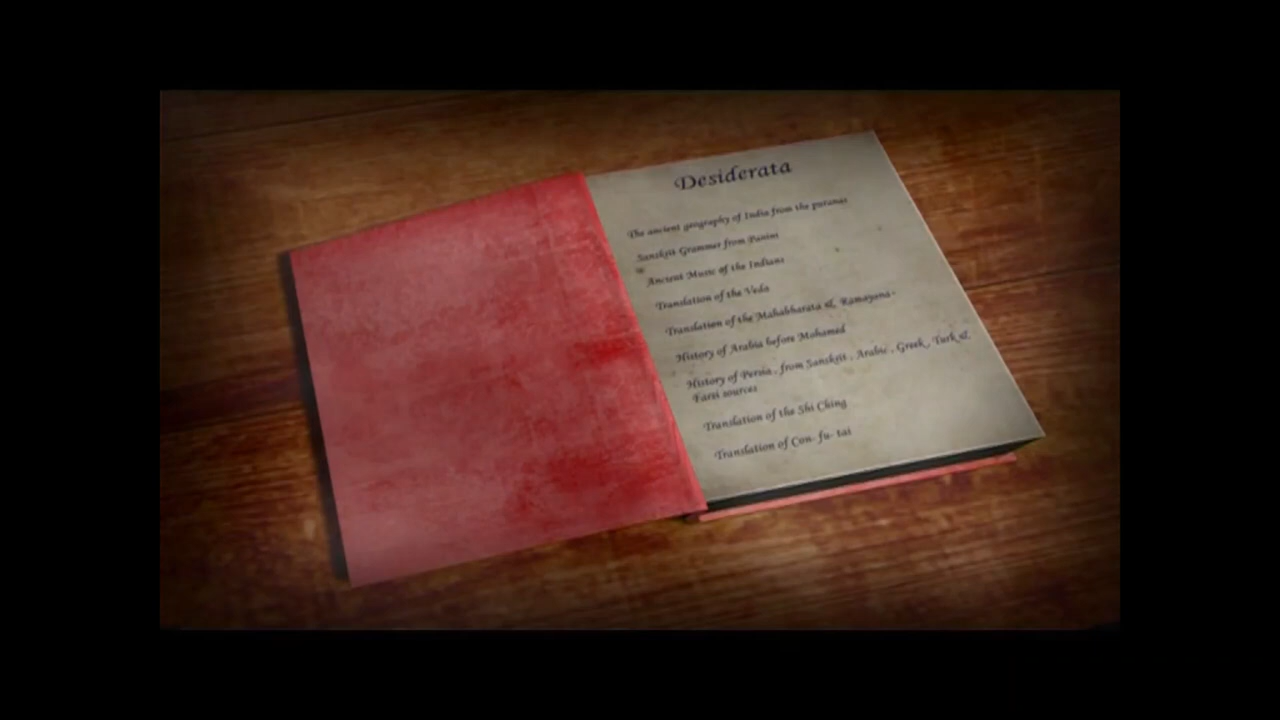 Desiderata
The ancient geography of India from the puranas
Sanskrit Grammer from Panini
Ancient Music of the Indians
Translation of the Veda
Translation of the Mahabharata & Ramayana-
History of Arabia before Mohamed
History of Persia, from Sanskrit, Arabic, Greek, Turk &
Farsi sources
Translation of the Shi Ching
Translation of Con- fu- tai